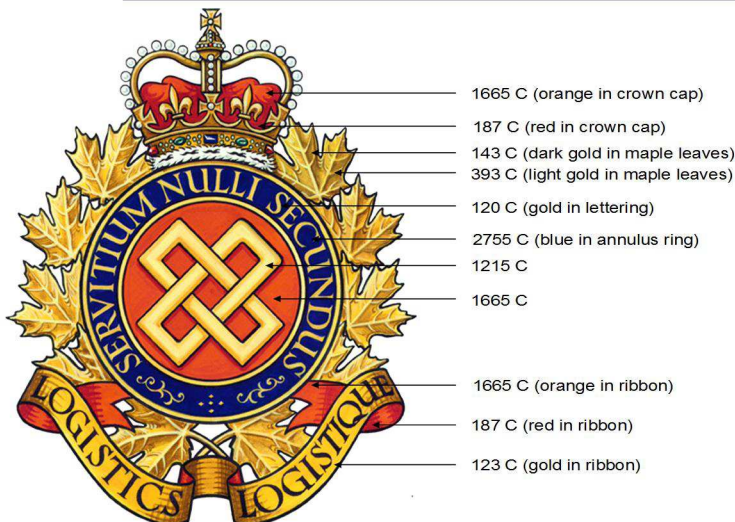 1665 C (orange in crown cap)
187 C (red in crown cap)
143 C (dark gold in maple leaves)
393 C (light gold in maple leaves)
120 C (gold in lettering)
2755 C (blue in annulus ring)
1215 C
1665 C
1665 C (orange in ribbon)
187 C (red in ribbon)
123 C (gold in ribbon)
SERVITIUM NULLI SECUNDUS
LOGISTICS
LOGISTIQUE